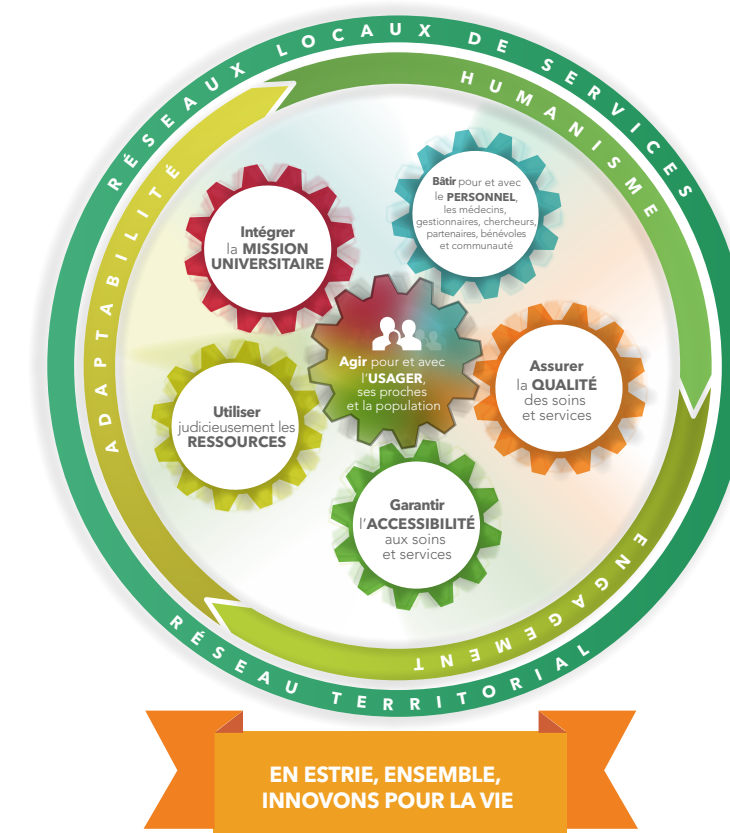 RÉSEAUX LOCAUX DE SERVICES
HUMANISME
ADAPTABILITÉ
Bâtir pour et avec
le PERSONNEL,
les médecins,
gestionnaires, chercheurs,
partenaires, bénévoles
et communauté
Intégrer
la MISSION
UNIVERSITAIRE
Agir pour et avec
l'USAGER,
ses proches
et la population
Assurer
la QUALITÉ
des soins
et services
Utiliser
judicieusement les
RESSOURCES
Garantir
l'ACCESSIBILITÉ
aux soins
et services
ENGAGEMENT
RÉSEAU TERRITORIAL
EN ESTRIE, ENSEMBLE,
INNOVONS POUR LA VIE